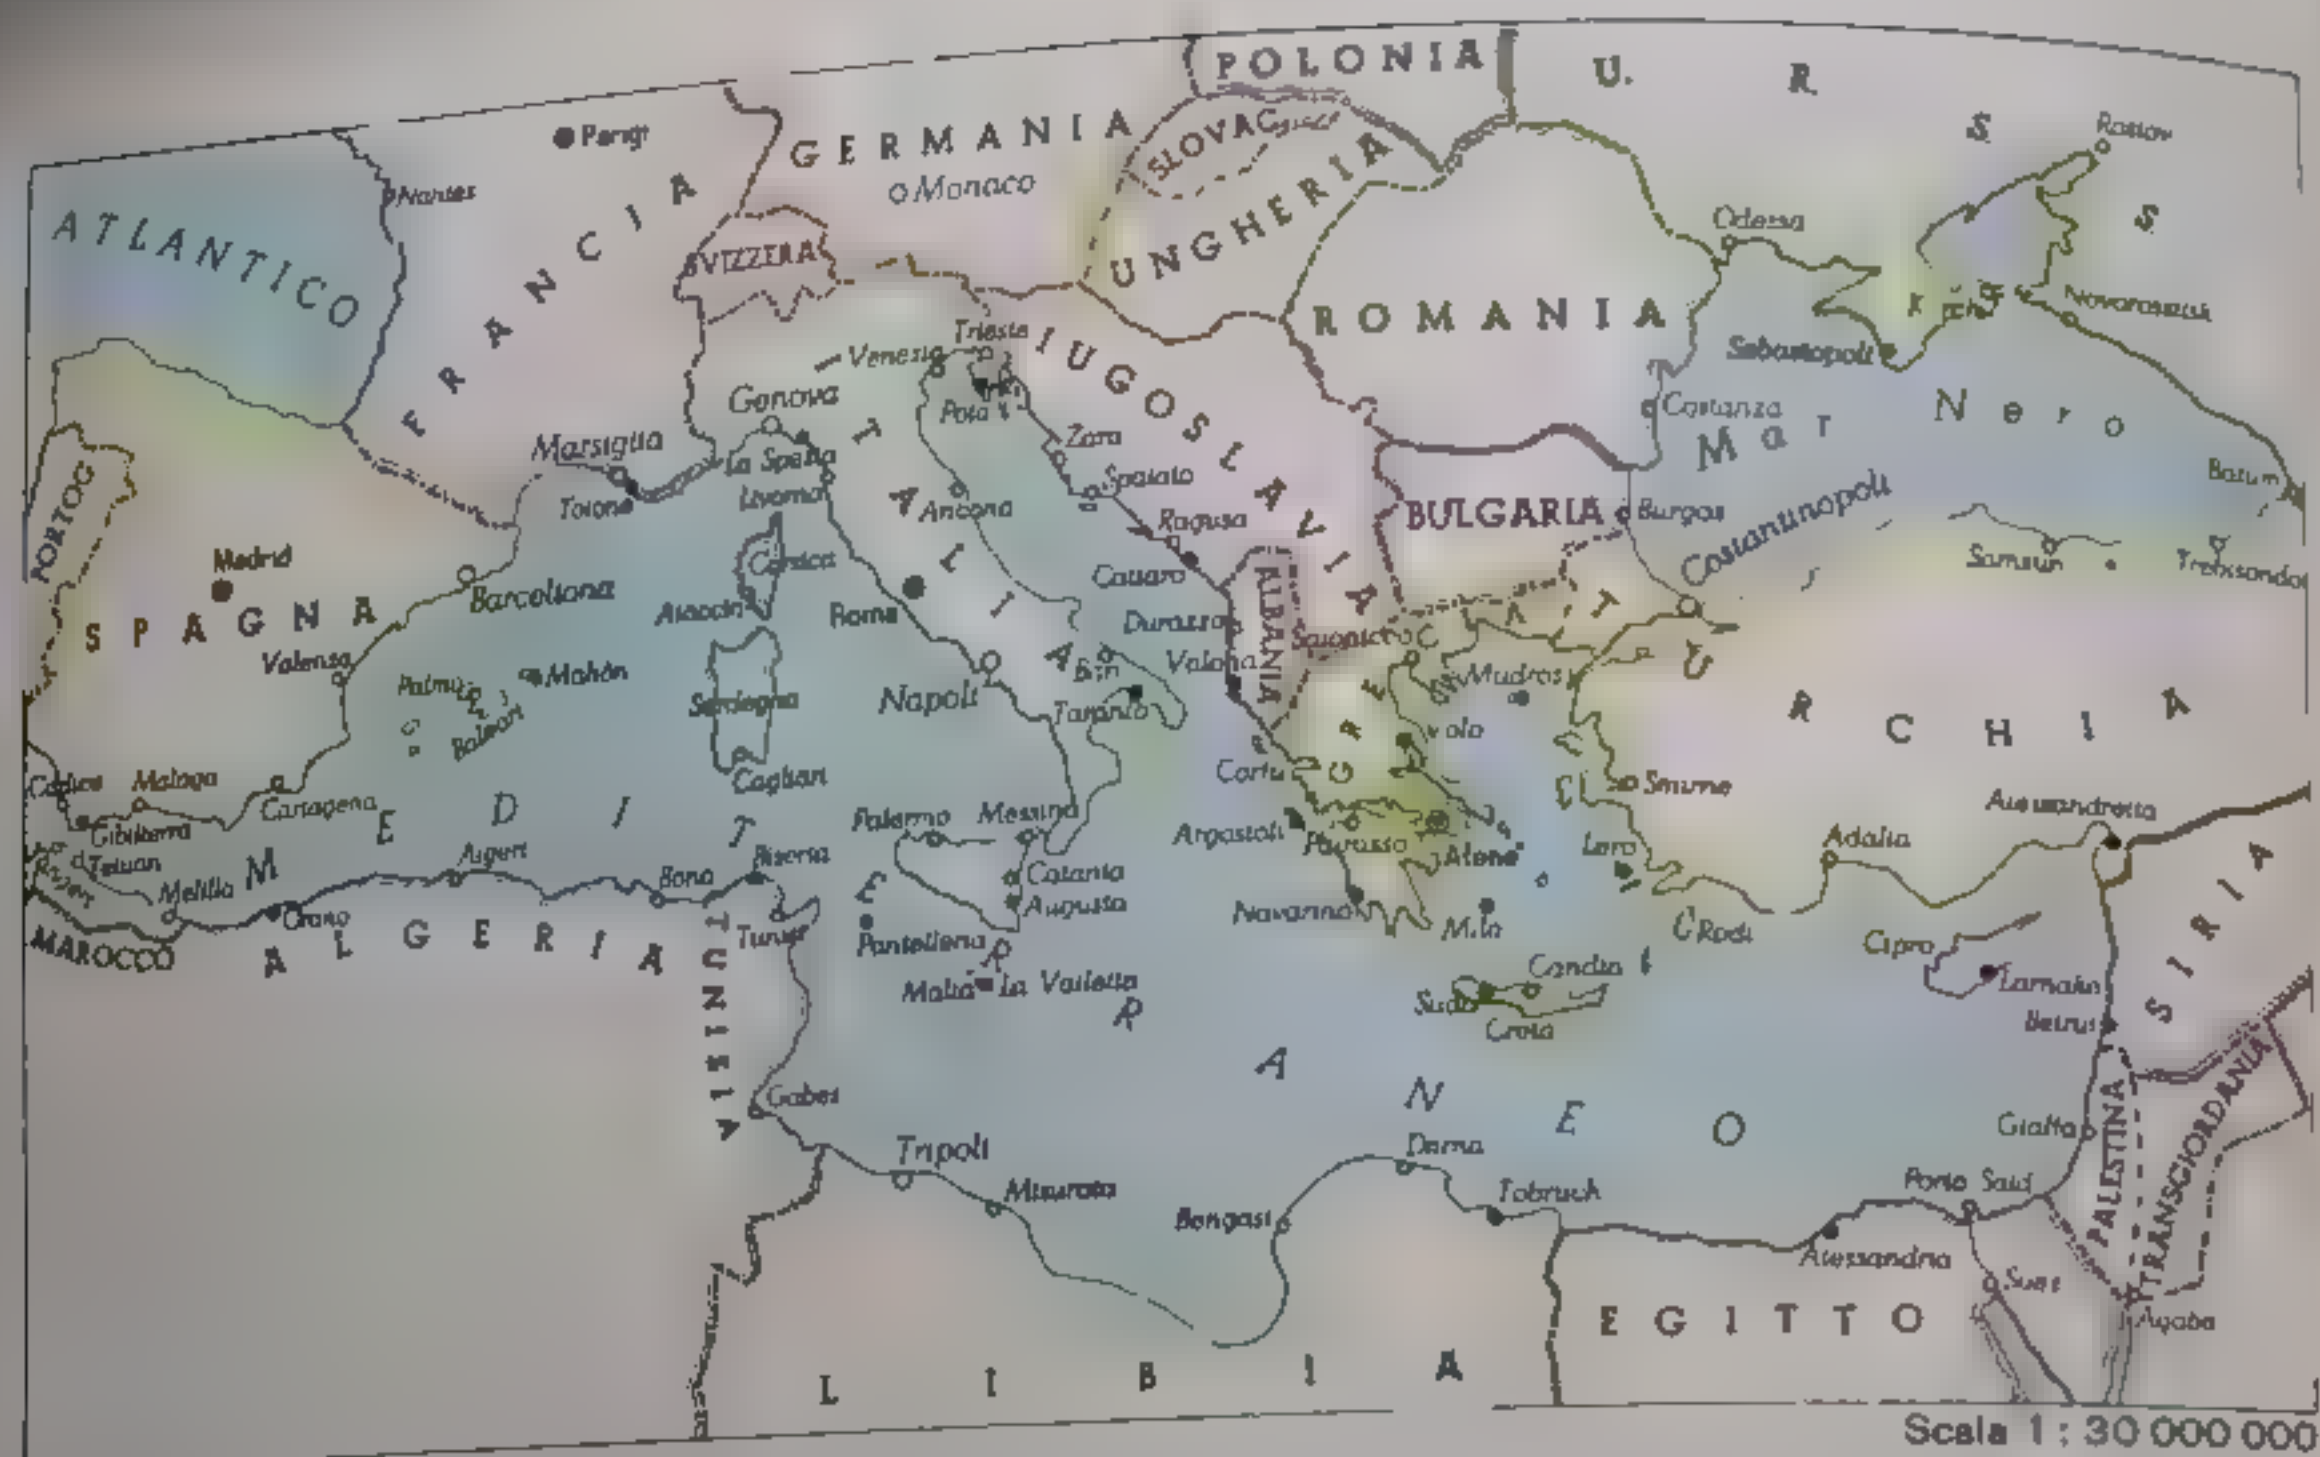 POLONIA
U. R. S. S.
Rostov
Parigi
GERMANIA
SLOVAC
Nantes
Monaco
UNGHERIA
ATLANTICO
FRANCIA
Odessa
SVIZZERA
ROMANIA
Novorossisk
Trieste
Venezia
IUGOSLAVIA
Sebastopoli
Genova
Pola
Costanza
Mar Nero
Marsiglia
La Spezia
ITALIA
Zara
Tolone
Livorno
Ancona
Spalato
Ragusa
BULGARIA
Burgas
Costantinopoli
Batum
PORTOG
Madrid
Corsica
Cattaro
Samsun
Trebisonda
Barcellona
SPAGNA
Aiaccio
Roma
Durazzo
ALBANIA
TURCHIA
Valenza
Mahón
Palma
Baleari
Bari
Valona
Mudros
Sardegna
Napoli
Taranto
GRECIA
Volo
Corfu
Smirne
Cadice
Malaga
Cartagena
Cagliari
Alessandretta
Gibilterra
MEDITERRANEO
Palermo
Messina
Argostoli
Patrasso
Atene
Lero
Adalia
Tetuan
Algeri
Biserta
Melilla
Bona
Catania
Augusta
SIRIA
Orano
Navarrino
Milo
Rodi
Cipro
MAROCCO
ALGERIA
TUNISIA
Tunisi
Pantelleria
Malta
La Valletta
Candia
Suda
Creta
Larnaka
Beirut
Gabes
Giaffa
PALESTINA
TRANSGIORDANIA
Tripoli
Misurata
Derna
Bengasi
Tobruch
Porto Said
Alessandria
Suez
Aqaba
LIBIA
EGITTO
Scala 1 : 30 000 000